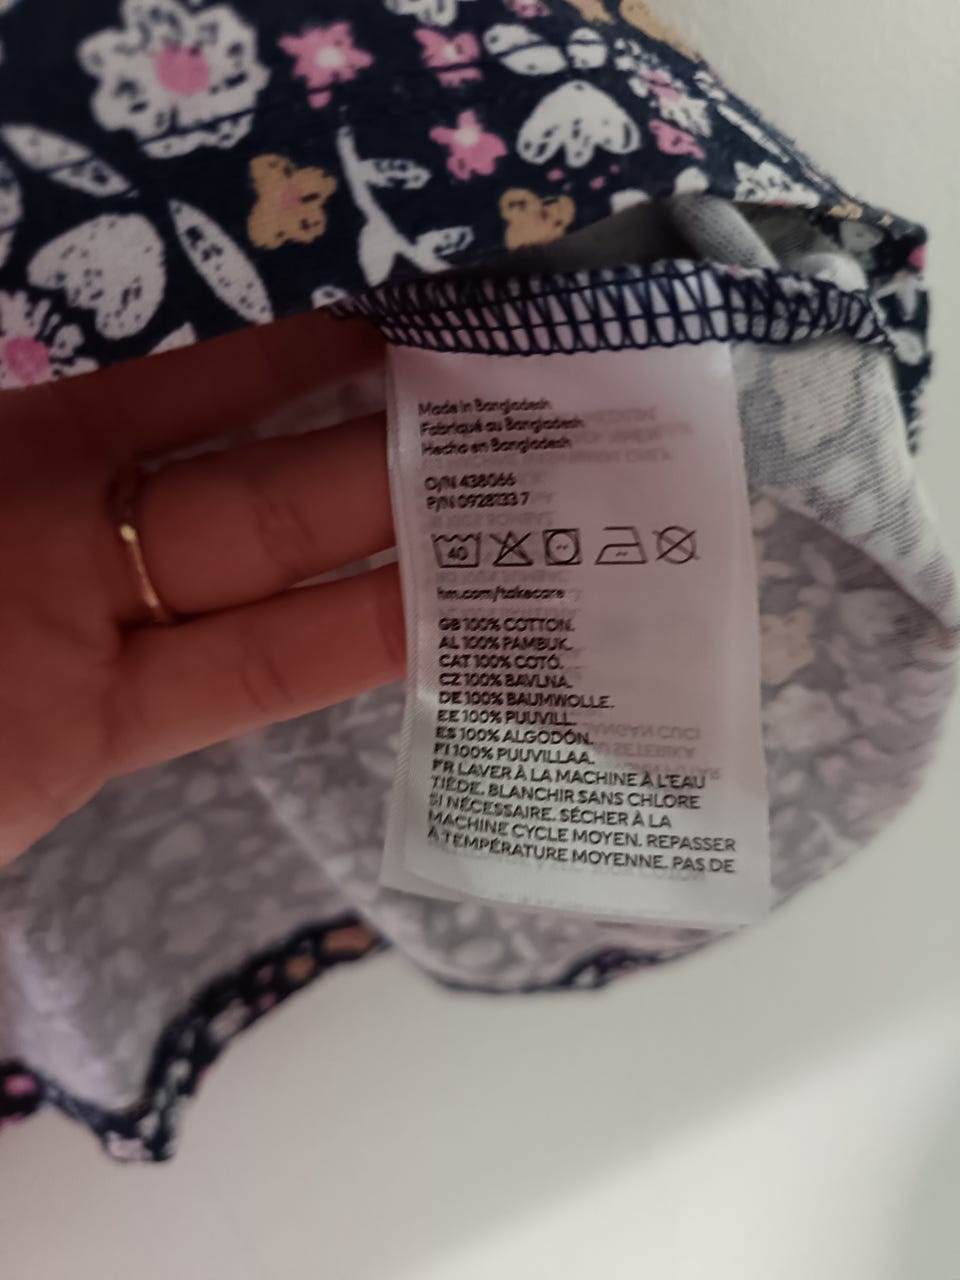 Made in Bangladesh
Fabriqué au Bangladesh
Hecho en Bangladesh
O/N 438066
P/N 0928133 7
40
hm.com/takecare
GB 100% COTTON.
AL 100% PAMBUK.
CAT 100% COTÓ.
CZ 100% BAVLNA.
DE 100% BAUMWOLLE.
EE 100% PUUVILL.
ES 100% ALGODÓN.
FI 100% PUUVILLAA.
FR LAVER À LA MACHINE À L'EAU
TIÈDE. BLANCHIR SANS CHLORE
SI NÉCESSAIRE. SÉCHER À LA
MACHINE CYCLE MOYEN. REPASSER
À TEMPÉRATURE MOYENNE. PAS DE